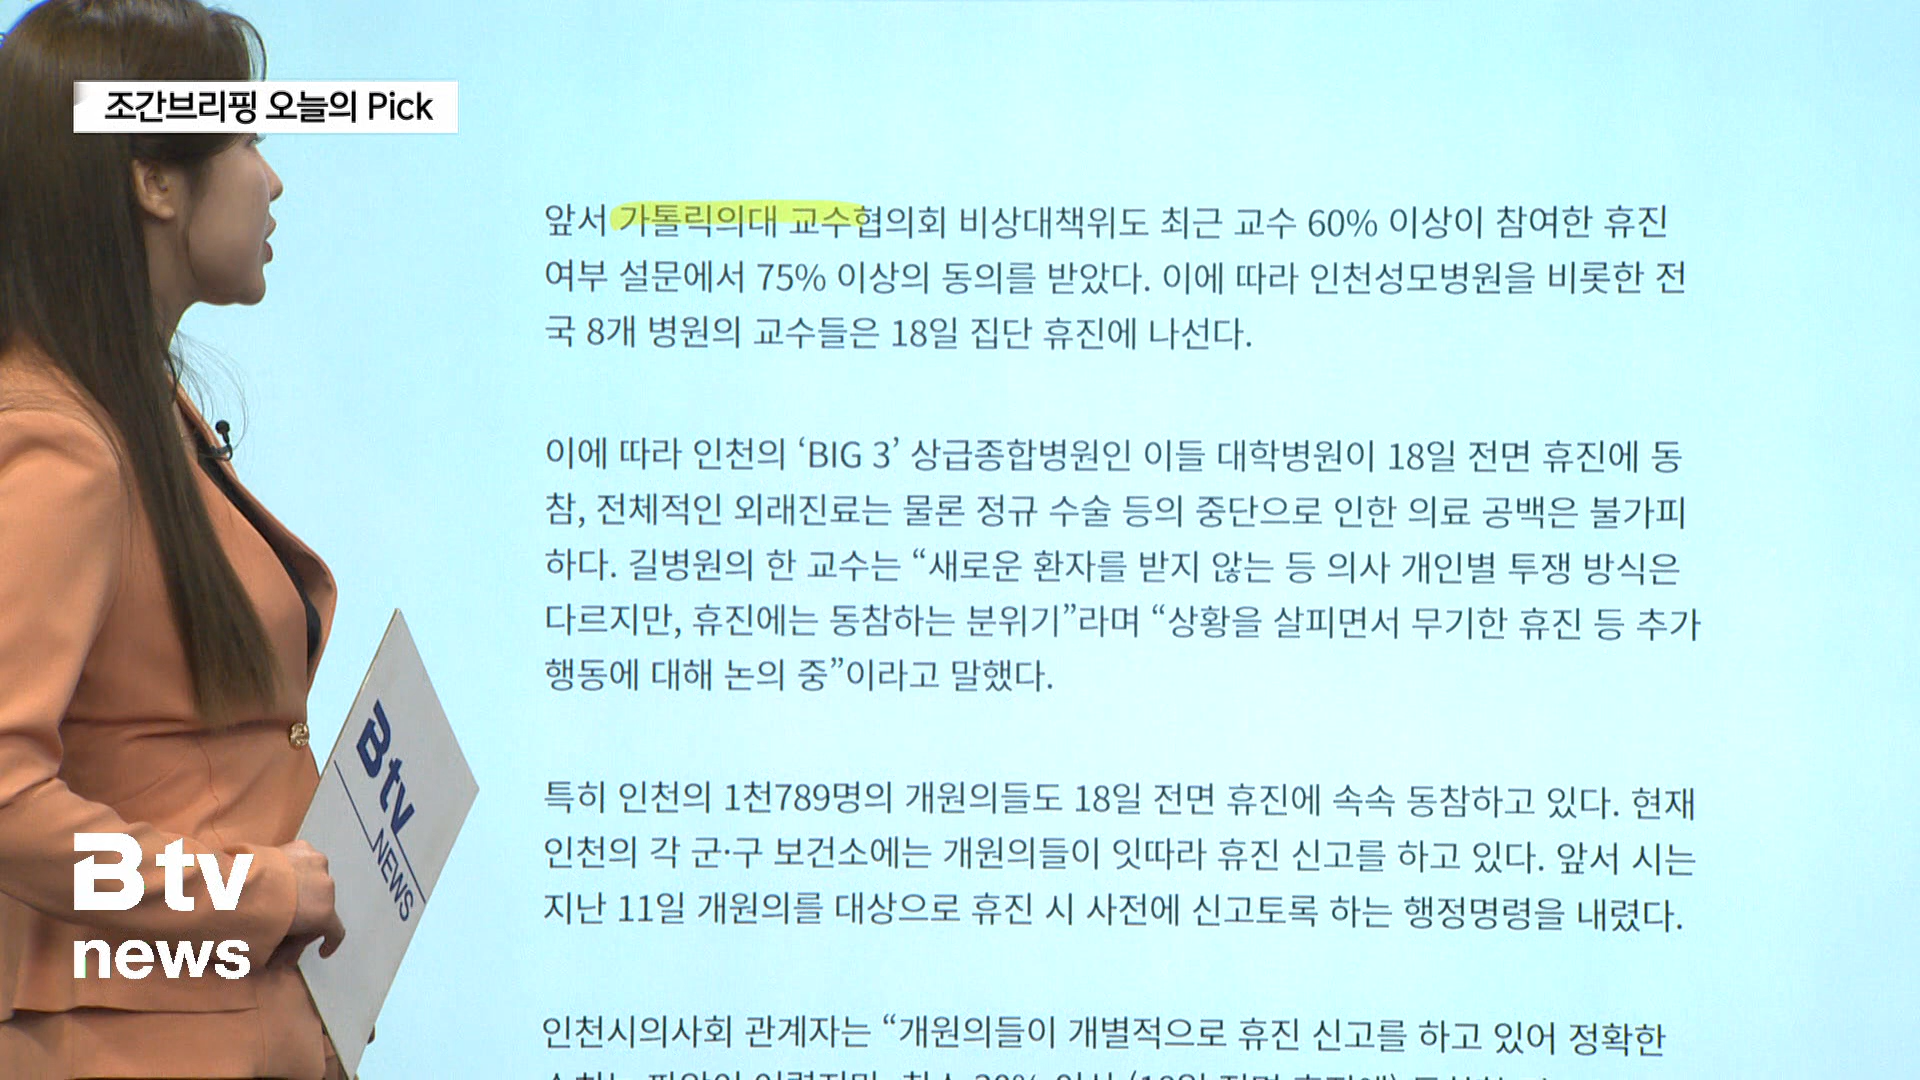 조간브리핑 오늘의 Pick
앞서 가톨릭의대 교수협의회 비상대책위도 최근 교수 60% 이상이 참여한 휴진
여부 설문에서 75% 이상의 동의를 받았다. 이에 따라 인천성모병원을 비롯한 전
국 8개 병원의 교수들은 18일 집단 휴진에 나선다.
이에 따라 인천의 ‘BIG 3’ 상급종합병원인 이들 대학병원이 18일 전면 휴진에 동
참, 전체적인 외래진료는 물론 정규 수술 등의 중단으로 인한 의료 공백은 불가피
하다. 길병원의 한 교수는 “새로운 환자를 받지 않는 등 의사 개인별 투쟁 방식은
다르지만, 휴진에는 동참하는 분위기”라며 “상황을 살피면서 무기한 휴진 등 추가
행동에 대해 논의 중”이라고 말했다.
특히 인천의 1천789명의 개원의들도 18일 전면 휴진에 속속 동참하고 있다. 현재
인천의 각 군·구 보건소에는 개원의들이 잇따라 휴진 신고를 하고 있다. 앞서 시는
지난 11일 개원의를 대상으로 휴진 시 사전에 신고토록 하는 행정명령을 내렸다.
인천시의사회 관계자는 “개원의들이 개별적으로 휴진 신고를 하고 있어 정확한
Btv
NEWS
B tv
news